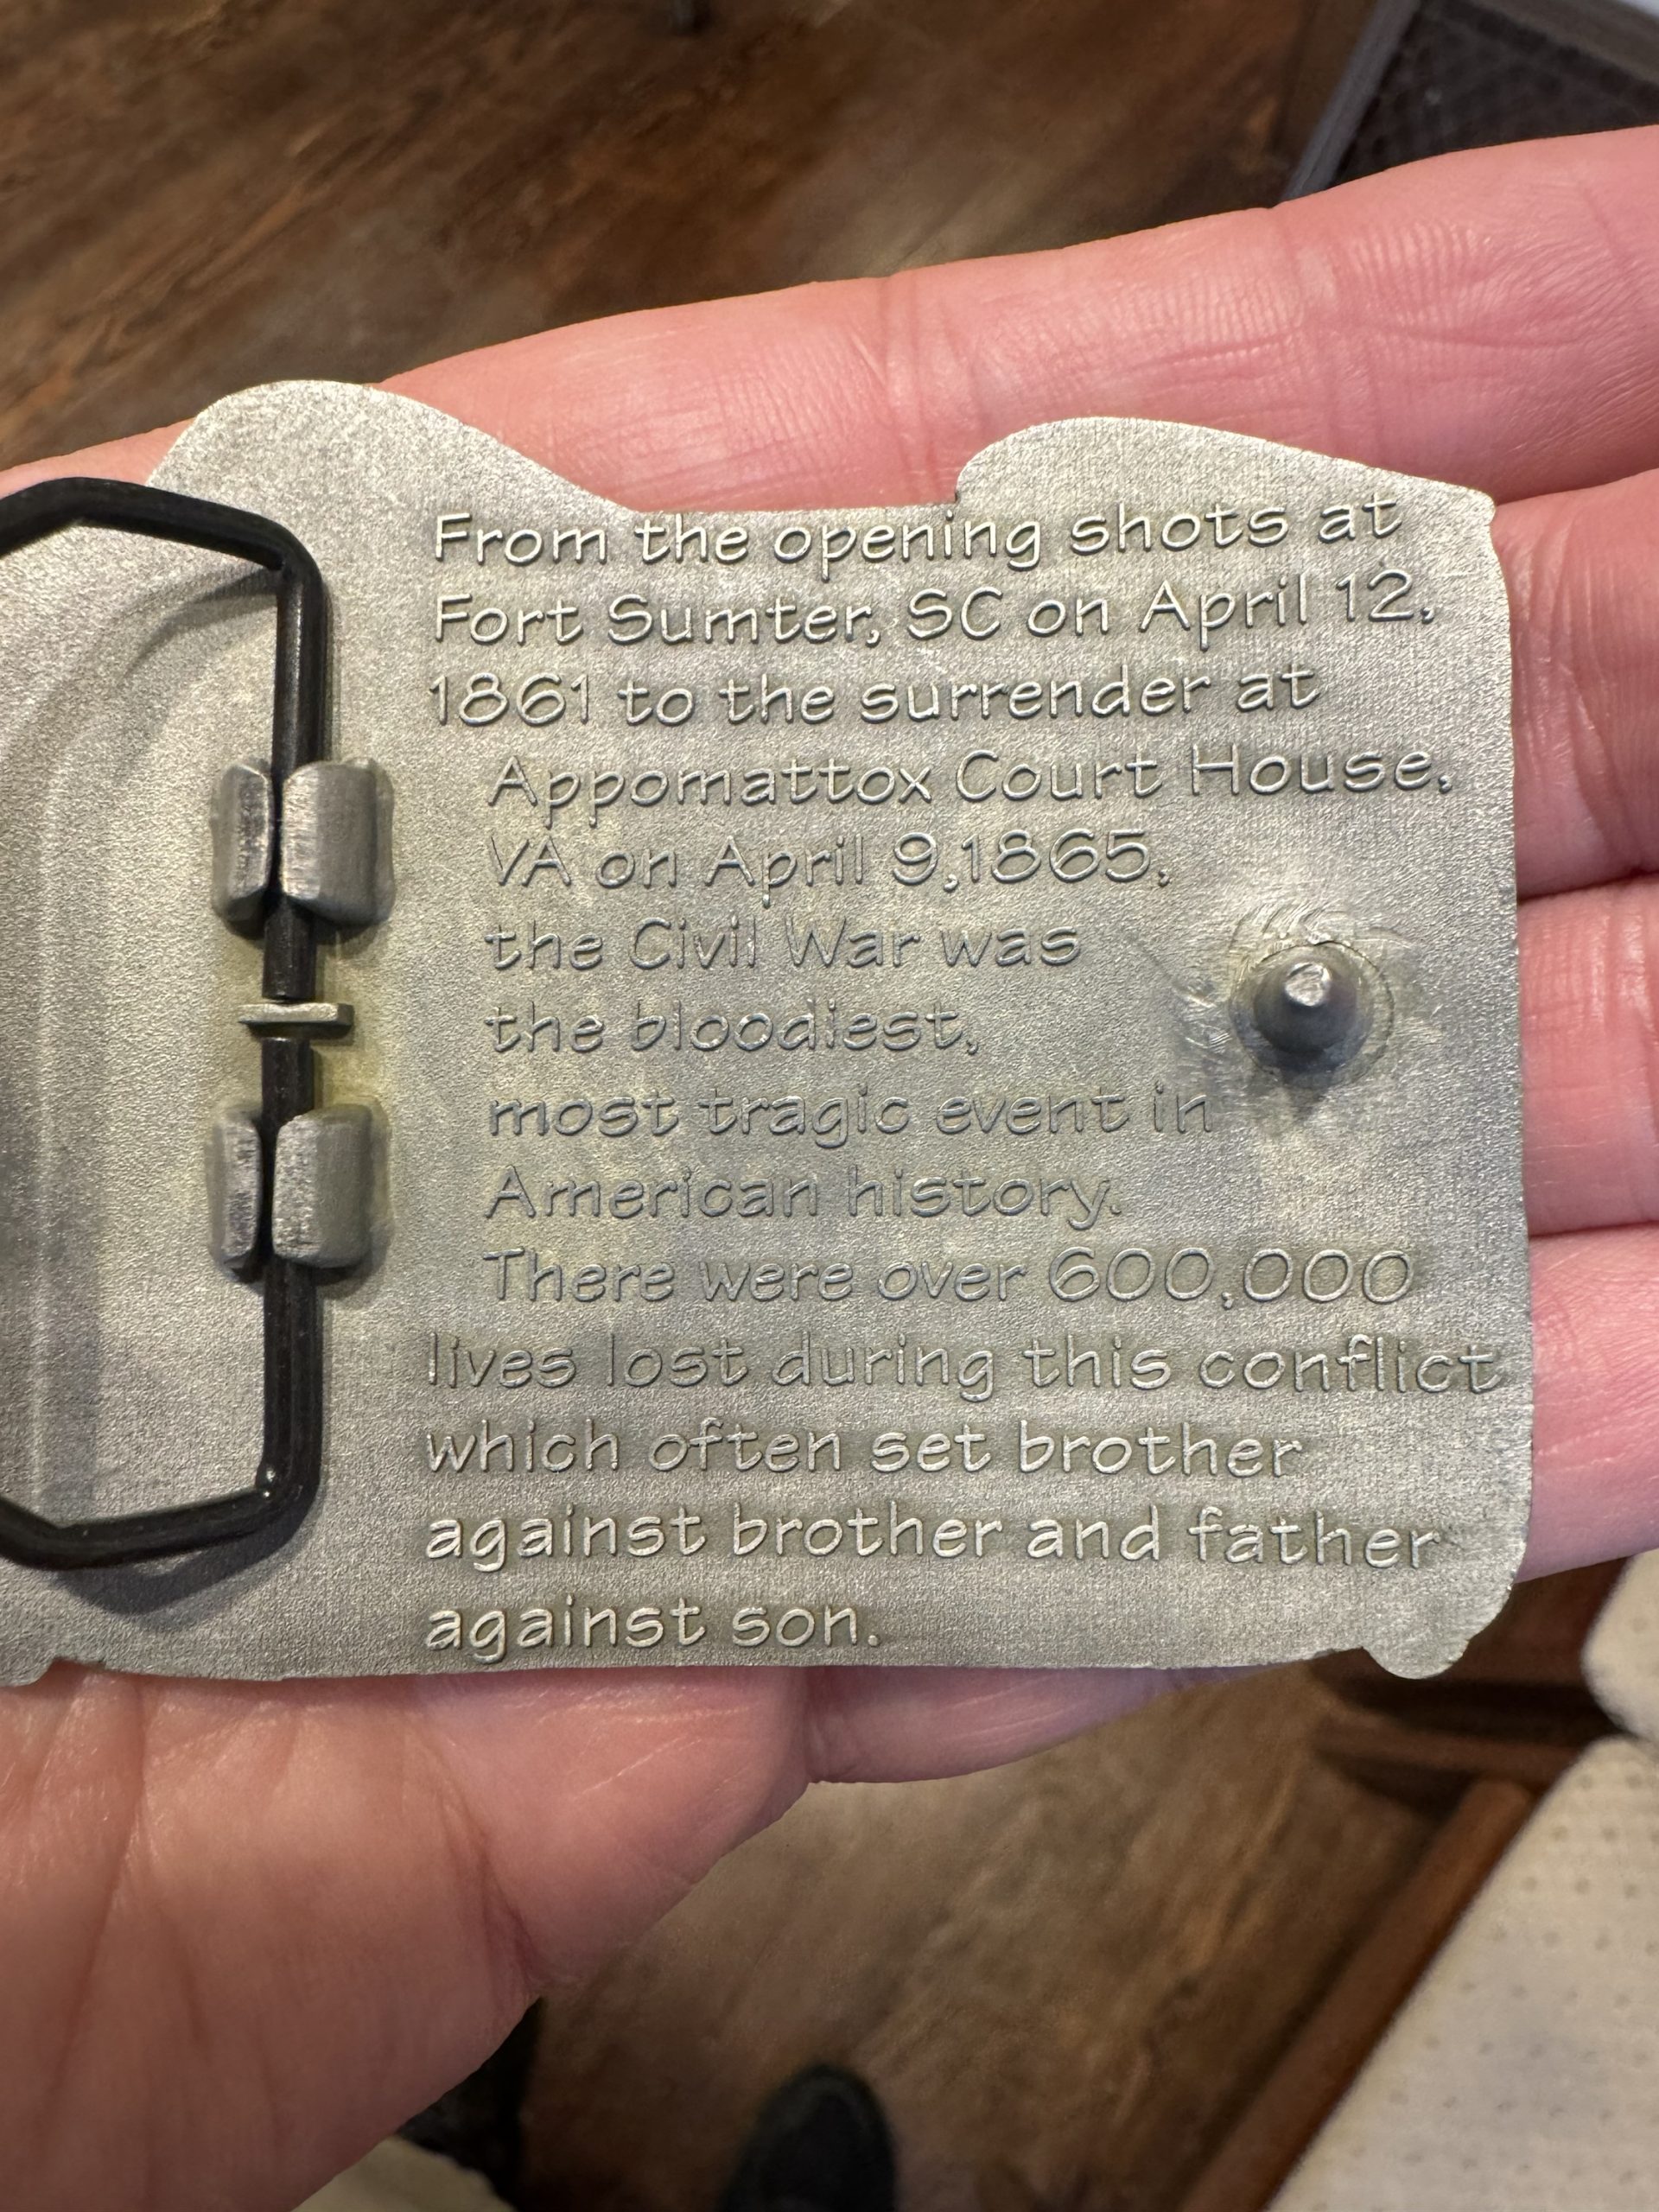 From the opening shots at
Fort Sumter, SC on April 12,
1861 to the surrender at
Appomattox Court House,
VA on April 9,1865,
the Civil War was
the bloodiest,
most tragic event in
American history.
There were over 600,000
lives lost during this conflict
which often set brother
against brother and father
against son.